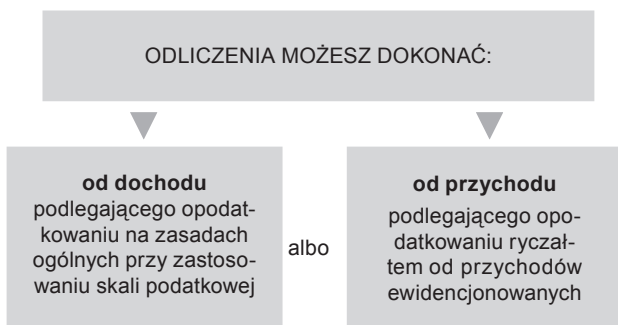 ODLICZENIA MOŻESZ DOKONAĆ:
od dochodu
podlegającego opodat-
kowaniu na zasadach
ogólnych przy zastoso-
waniu skali podatkowej
albo
od przychodu
podlegającego opo-
datkowaniu ryczał-
tem od przychodów
ewidencjonowanych